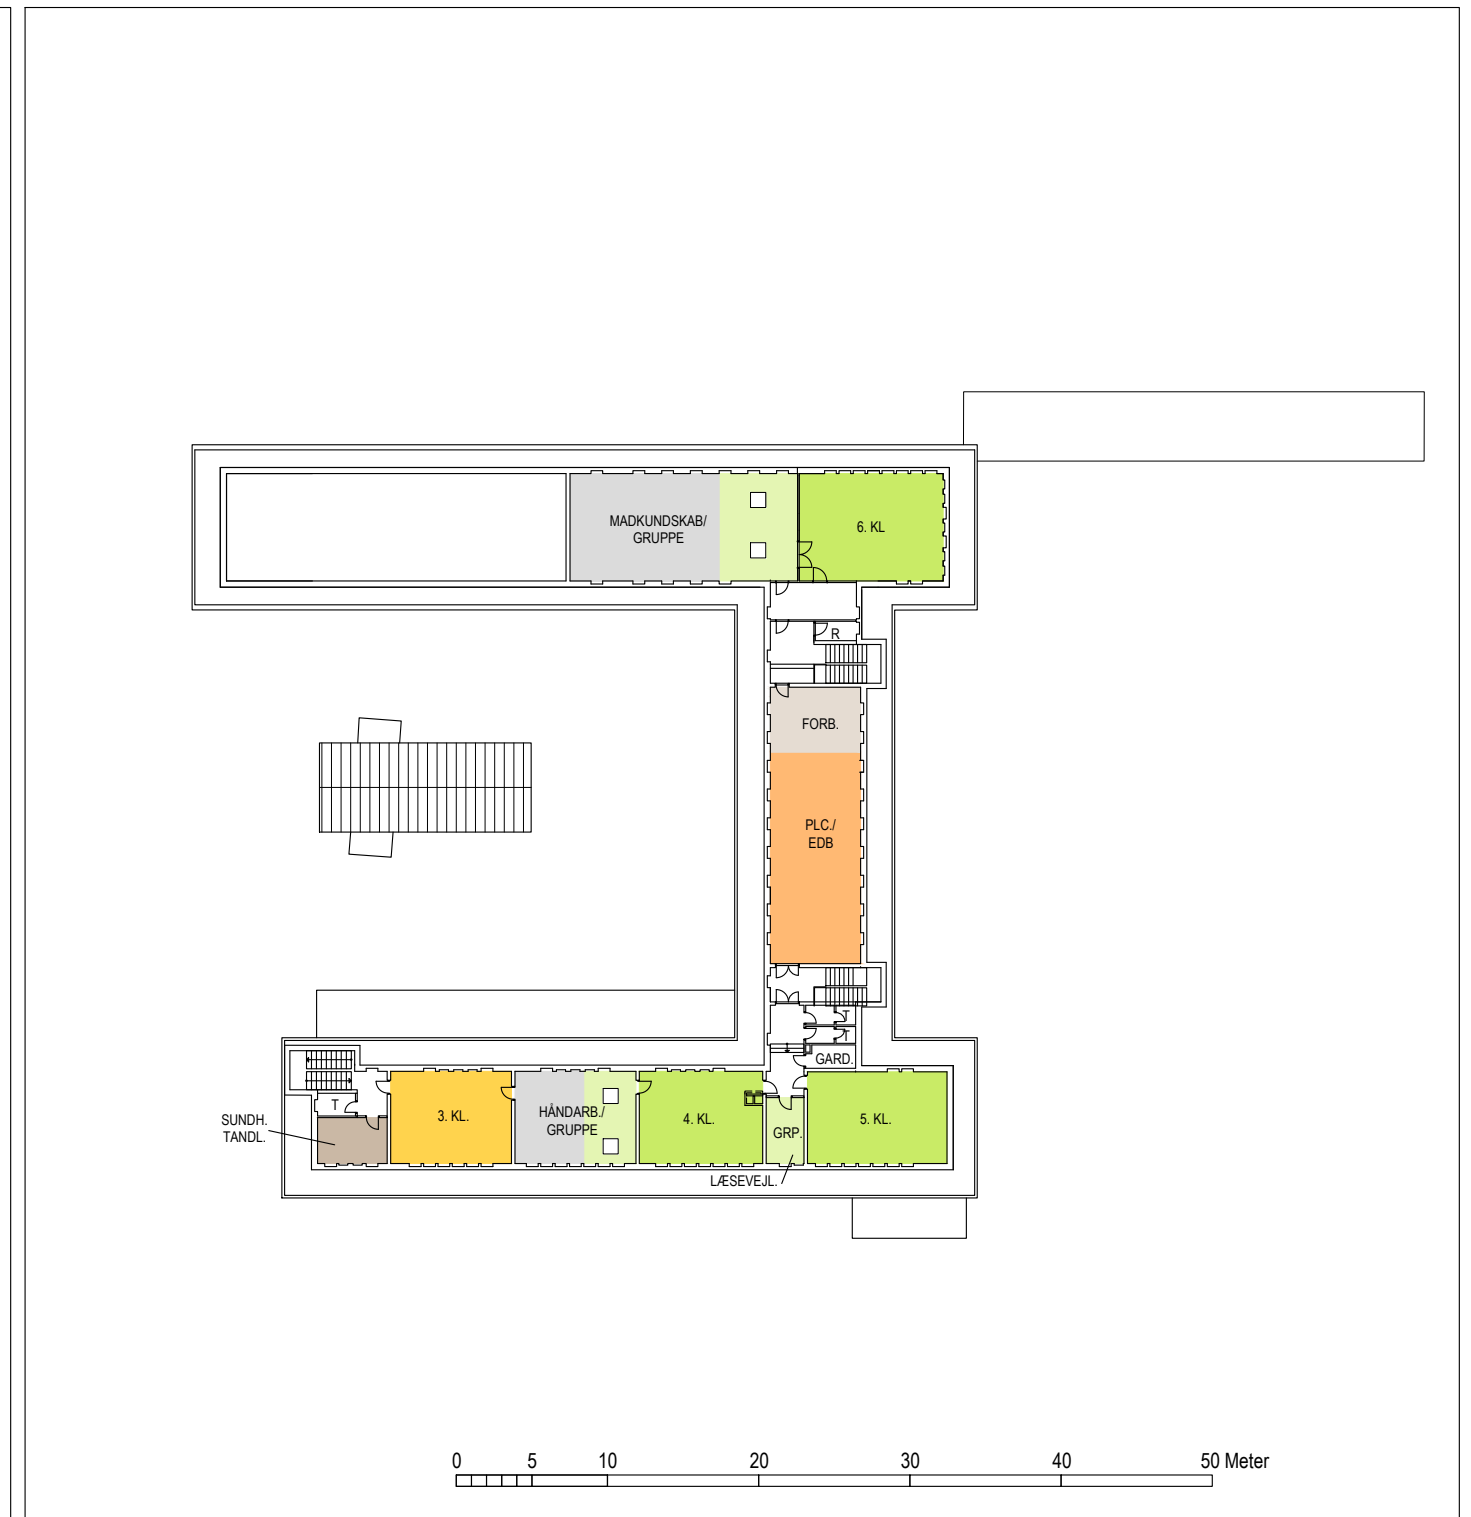 MADKUNDSKAB/
GRUPPE
6. KL
R
FORB.
PLC./
EDB
T
T
GARD.
SUNDH.
TANDL.
T
3. KL.
HÅNDARB./
GRUPPE
4. KL.
GRP.
5. KL.
LÆSEVEJL.
0 5 10 20 30 40 50 Meter